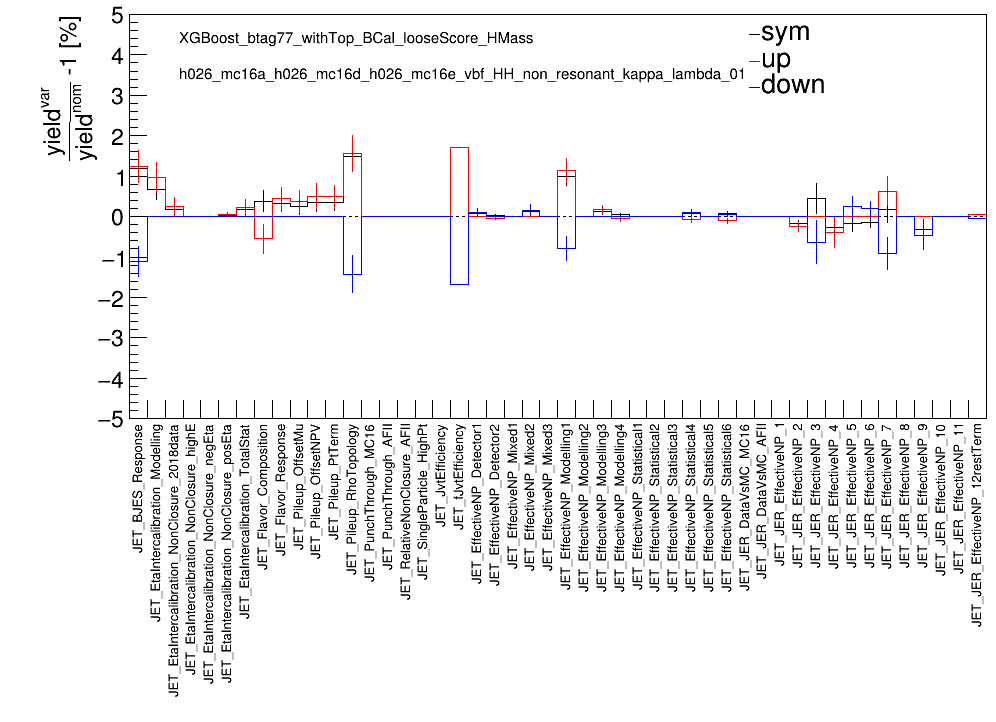 yield^var
yield^nom -1 [%]
5
4
3
2
1
0
−1
−2
−3
−4
−5
XGBoost_btag77_withTop_BCal_looseScore_HMass
h026_mc16a_h026_mc16d_h026_mc16e_vbf_HH_non_resonant_kappa_lambda_01
sym
up
down
JET_BJES_Response
JET_EtaIntercalibration_Modelling
JET_EtaIntercalibration_NonClosure_2018data
JET_EtaIntercalibration_NonClosure_highE
JET_EtaIntercalibration_NonClosure_negEta
JET_EtaIntercalibration_NonClosure_posEta
JET_EtaIntercalibration_TotalStat
JET_Flavor_Composition
JET_Flavor_Response
JET_Pileup_OffsetMu
JET_Pileup_OffsetNPV
JET_Pileup_PtTerm
JET_Pileup_RhoTopology
JET_PunchThrough_MC16
JET_PunchThrough_AFII
JET_RelativeNonClosure_AFII
JET_SingleParticle_HighPt
JET_JvtEfficiency
JET_fJvtEfficiency
JET_EffectiveNP_Detector1
JET_EffectiveNP_Detector2
JET_EffectiveNP_Mixed1
JET_EffectiveNP_Mixed2
JET_EffectiveNP_Mixed3
JET_EffectiveNP_Modelling1
JET_EffectiveNP_Modelling2
JET_EffectiveNP_Modelling3
JET_EffectiveNP_Modelling4
JET_EffectiveNP_Statistical1
JET_EffectiveNP_Statistical2
JET_EffectiveNP_Statistical3
JET_EffectiveNP_Statistical4
JET_EffectiveNP_Statistical5
JET_EffectiveNP_Statistical6
JET_JER_DataVsMC_MC16
JET_JER_DataVsMC_AFII
JET_JER_EffectiveNP_1
JET_JER_EffectiveNP_2
JET_JER_EffectiveNP_3
JET_JER_EffectiveNP_4
JET_JER_EffectiveNP_5
JET_JER_EffectiveNP_6
JET_JER_EffectiveNP_7
JET_JER_EffectiveNP_8
JET_JER_EffectiveNP_9
JET_JER_EffectiveNP_10
JET_JER_EffectiveNP_11
JET_JER_EffectiveNP_12restTerm